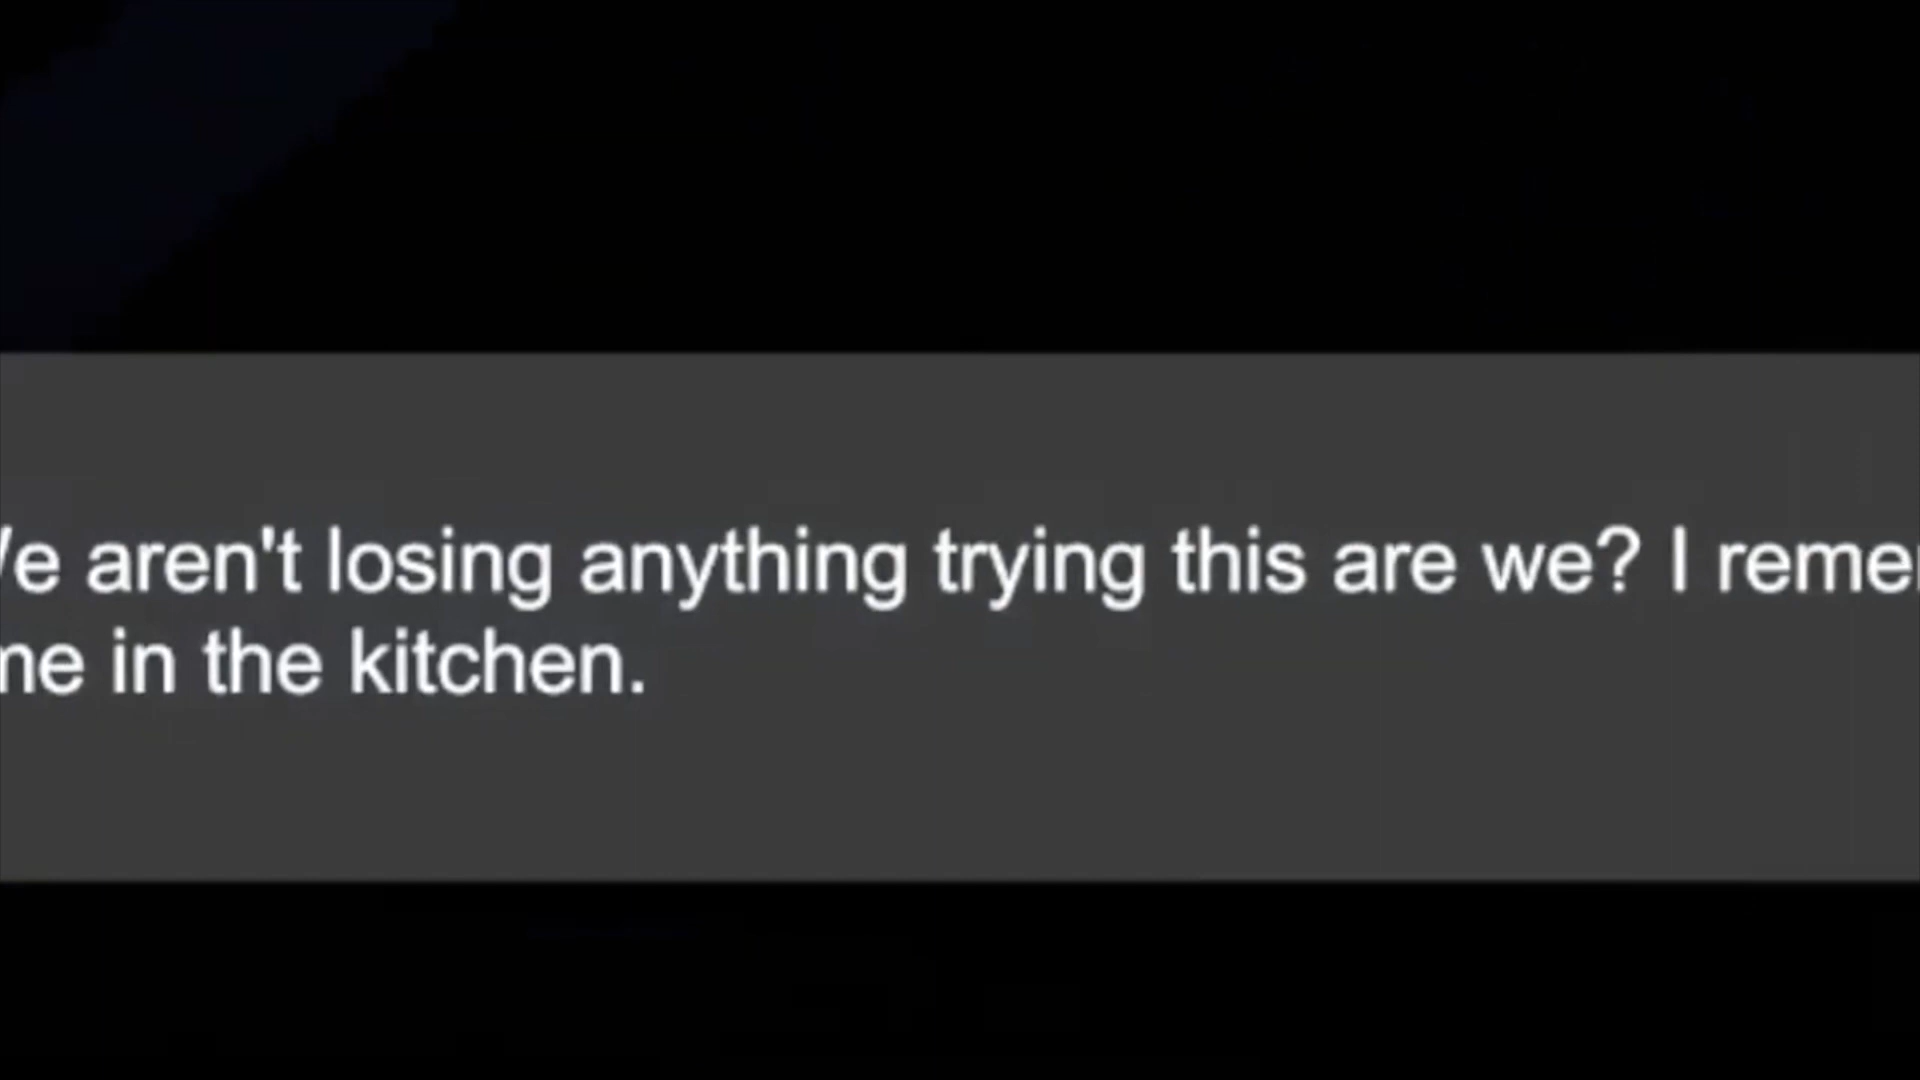 aren't losing anything trying this are we? I
in the kitchen.